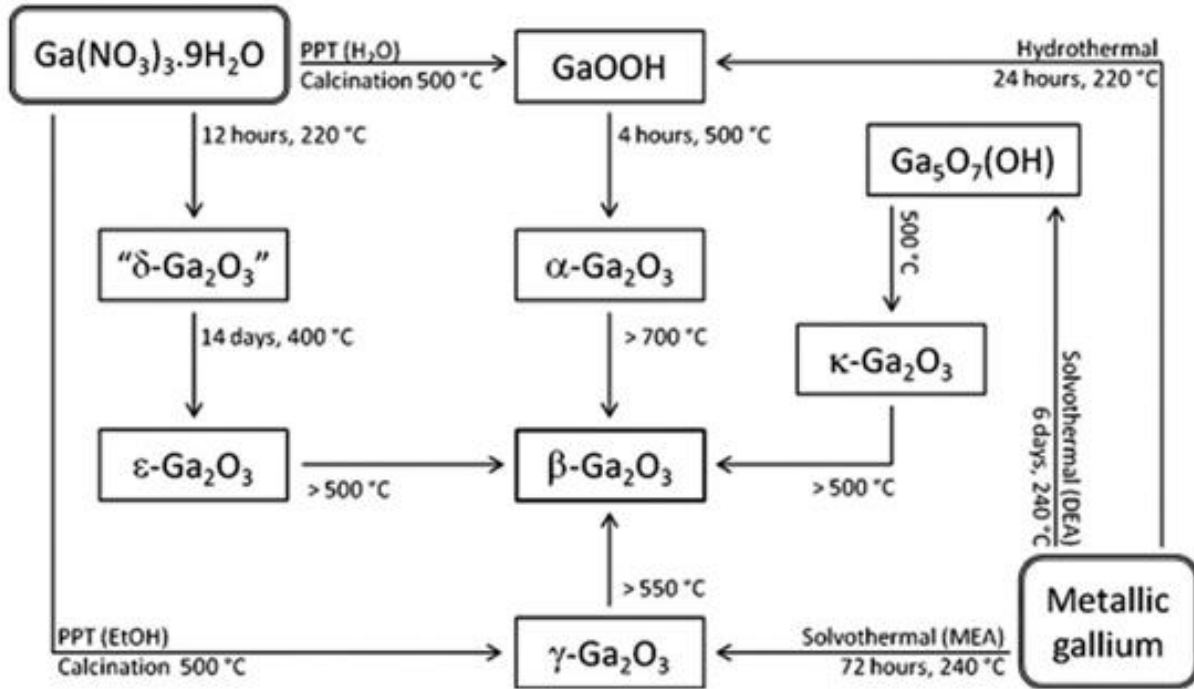 Ga(NO₃)₃.9H₂O
PPT (H₂O)
Calcination 500 °C
GaOOH
Hydrothermal
24 hours, 220 °C
12 hours, 220 °C
4 hours, 500 °C
Ga₅O₇(OH)
500 °C
"δ-Ga₂O₃"
α-Ga₂O₃
14 days, 400 °C
> 700 °C
κ-Ga₂O₃
Solvothermal (DEA)
6 days, 240 °C
ε-Ga₂O₃
> 500 °C
β-Ga₂O₃
> 500 °C
> 550 °C
Metallic
gallium
PPT (EtOH)
Calcination 500 °C
γ-Ga₂O₃
Solvothermal (MEA)
72 hours, 240 °C